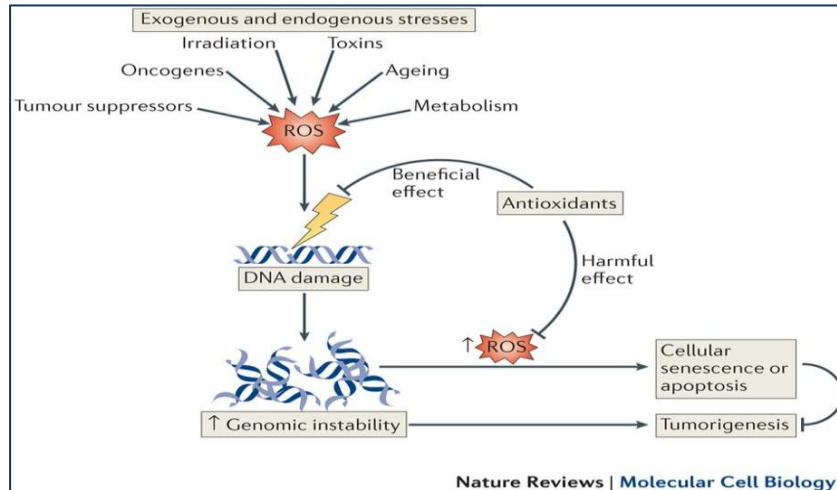 Exogenous and endogenous stresses
Irradiation
Toxins
Oncogenes
Ageing
Tumour suppressors
Metabolism
ROS
Beneficial
effect
Antioxidants
DNA damage
Harmful
effect
↑ ROS
Cellular
senescence or
apoptosis
↑ Genomic instability
Tumorigenesis
Nature Reviews | Molecular Cell Biology